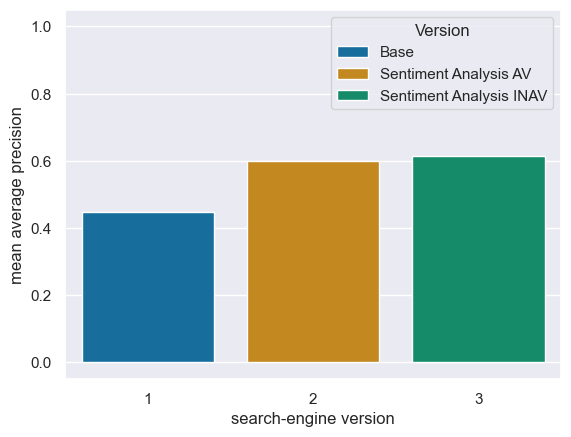 Version
Base
Sentiment Analysis AV
Sentiment Analysis INAV
mean average precision
1.0
0.8
0.6
0.4
0.2
0.0
1 2 3
search-engine version